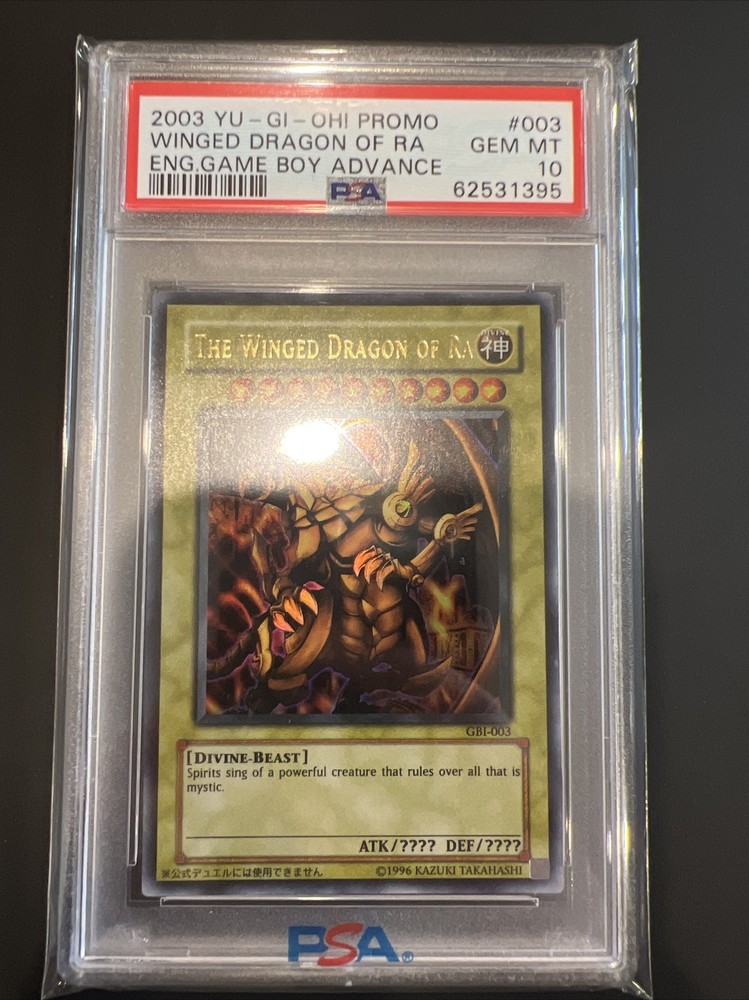 2003 YU-GI-OH! PROMO #003
WINGED DRAGON OF RA GEM MT
ENG.GAME BOY ADVANCE 10
PSA 62531395
THE WINGED DRAGON OF RA
DIVINE
神
GBI-003
[DIVINE-BEAST]
Spirits sing of a powerful creature that rules over all that is
mystic.
ATK/???? DEF/????
※公式デュエルには使用できません ©1996 KAZUKI TAKAHASHI
PSA®